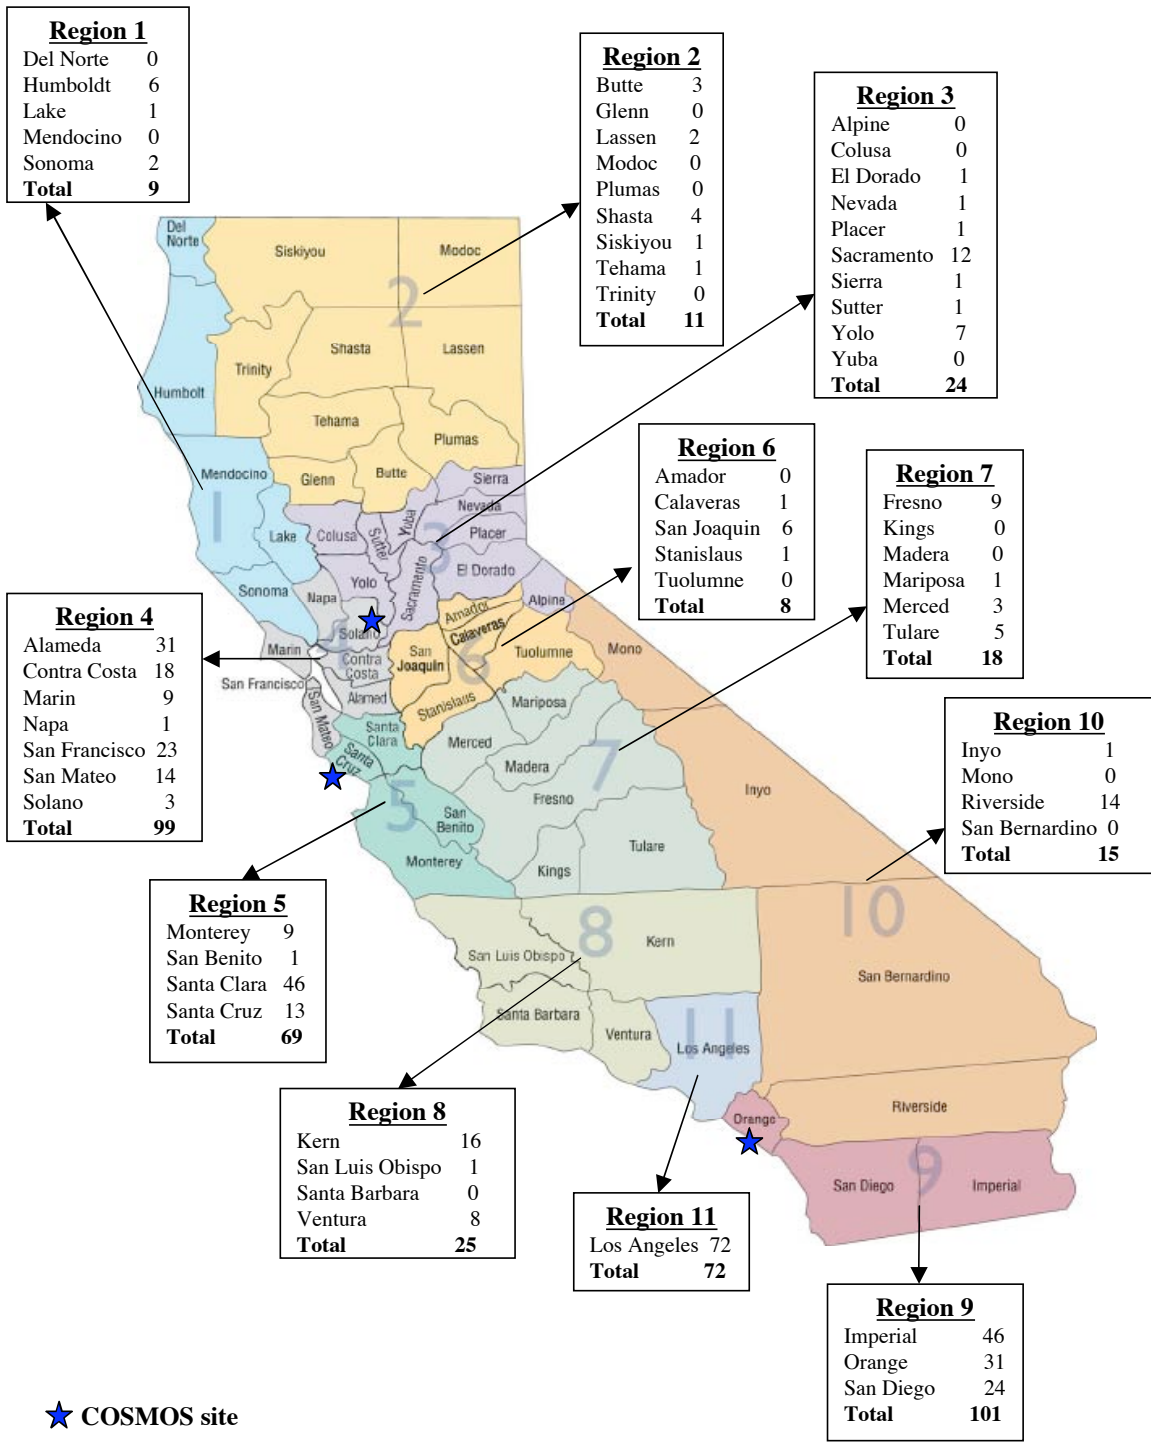 Region 1
Del Norte 0
Humboldt 6
Lake 1
Mendocino 0
Sonoma 2
Total 9
Region 2
Butte 3
Glenn 0
Lassen 2
Modoc 0
Plumas 0
Shasta 4
Siskiyou 1
Tehama 1
Trinity 0
Total 11
Region 3
Alpine 0
Colusa 0
El Dorado 1
Nevada 1
Placer 1
Sacramento 12
Sierra 1
Sutter 1
Yolo 7
Yuba 0
Total 24
Region 6
Amador 0
Calaveras 1
San Joaquin 6
Stanislaus 1
Tuolumne 0
Total 8
Region 7
Fresno 9
Kings 0
Madera 0
Mariposa 1
Merced 3
Tulare 5
Total 18
Region 4
Alameda 31
Contra Costa 18
Marin 9
Napa 1
San Francisco 23
San Mateo 14
Solano 3
Total 99
Region 10
Inyo 1
Mono 0
Riverside 14
San Bernardino 0
Total 15
Region 5
Monterey 9
San Benito 1
Santa Clara 46
Santa Cruz 13
Total 69
Region 8
Kern 16
San Luis Obispo 1
Santa Barbara 0
Ventura 8
Total 25
Region 11
Los Angeles 72
Total 72
Region 9
Imperial 46
Orange 31
San Diego 24
Total 101
Del
Norte
Siskiyou
Modoc
2
Shasta
Lassen
Trinity
Humbolt
Tehama
Plumas
Mendocino
Glenn
Butte
Sierra
1
Nevada
Lake
Colusa
Sutter
Yuba
3
Placer
Yolo
Sacramento
El Dorado
Sonoma
Napa
Alpine
Amador
Solano
4
Calaveras
Marin
Contra
Costa
San
Joaquin
6
Tuolumne
Mono
San Francisco
Alamed
Stanislaus
Mariposa
San Mateo
Santa
Clara
Merced
7
Santa
Cruz
Madera
5
Fresno
Inyo
San
Benito
Monterey
Kings
Tulare
8
10
San Luis Obispo
Kern
San Bernardino
Santa Barbara
Ventura
11
Los Angeles
Orange
Riverside
San Diego
9
Imperial
COSMOS site